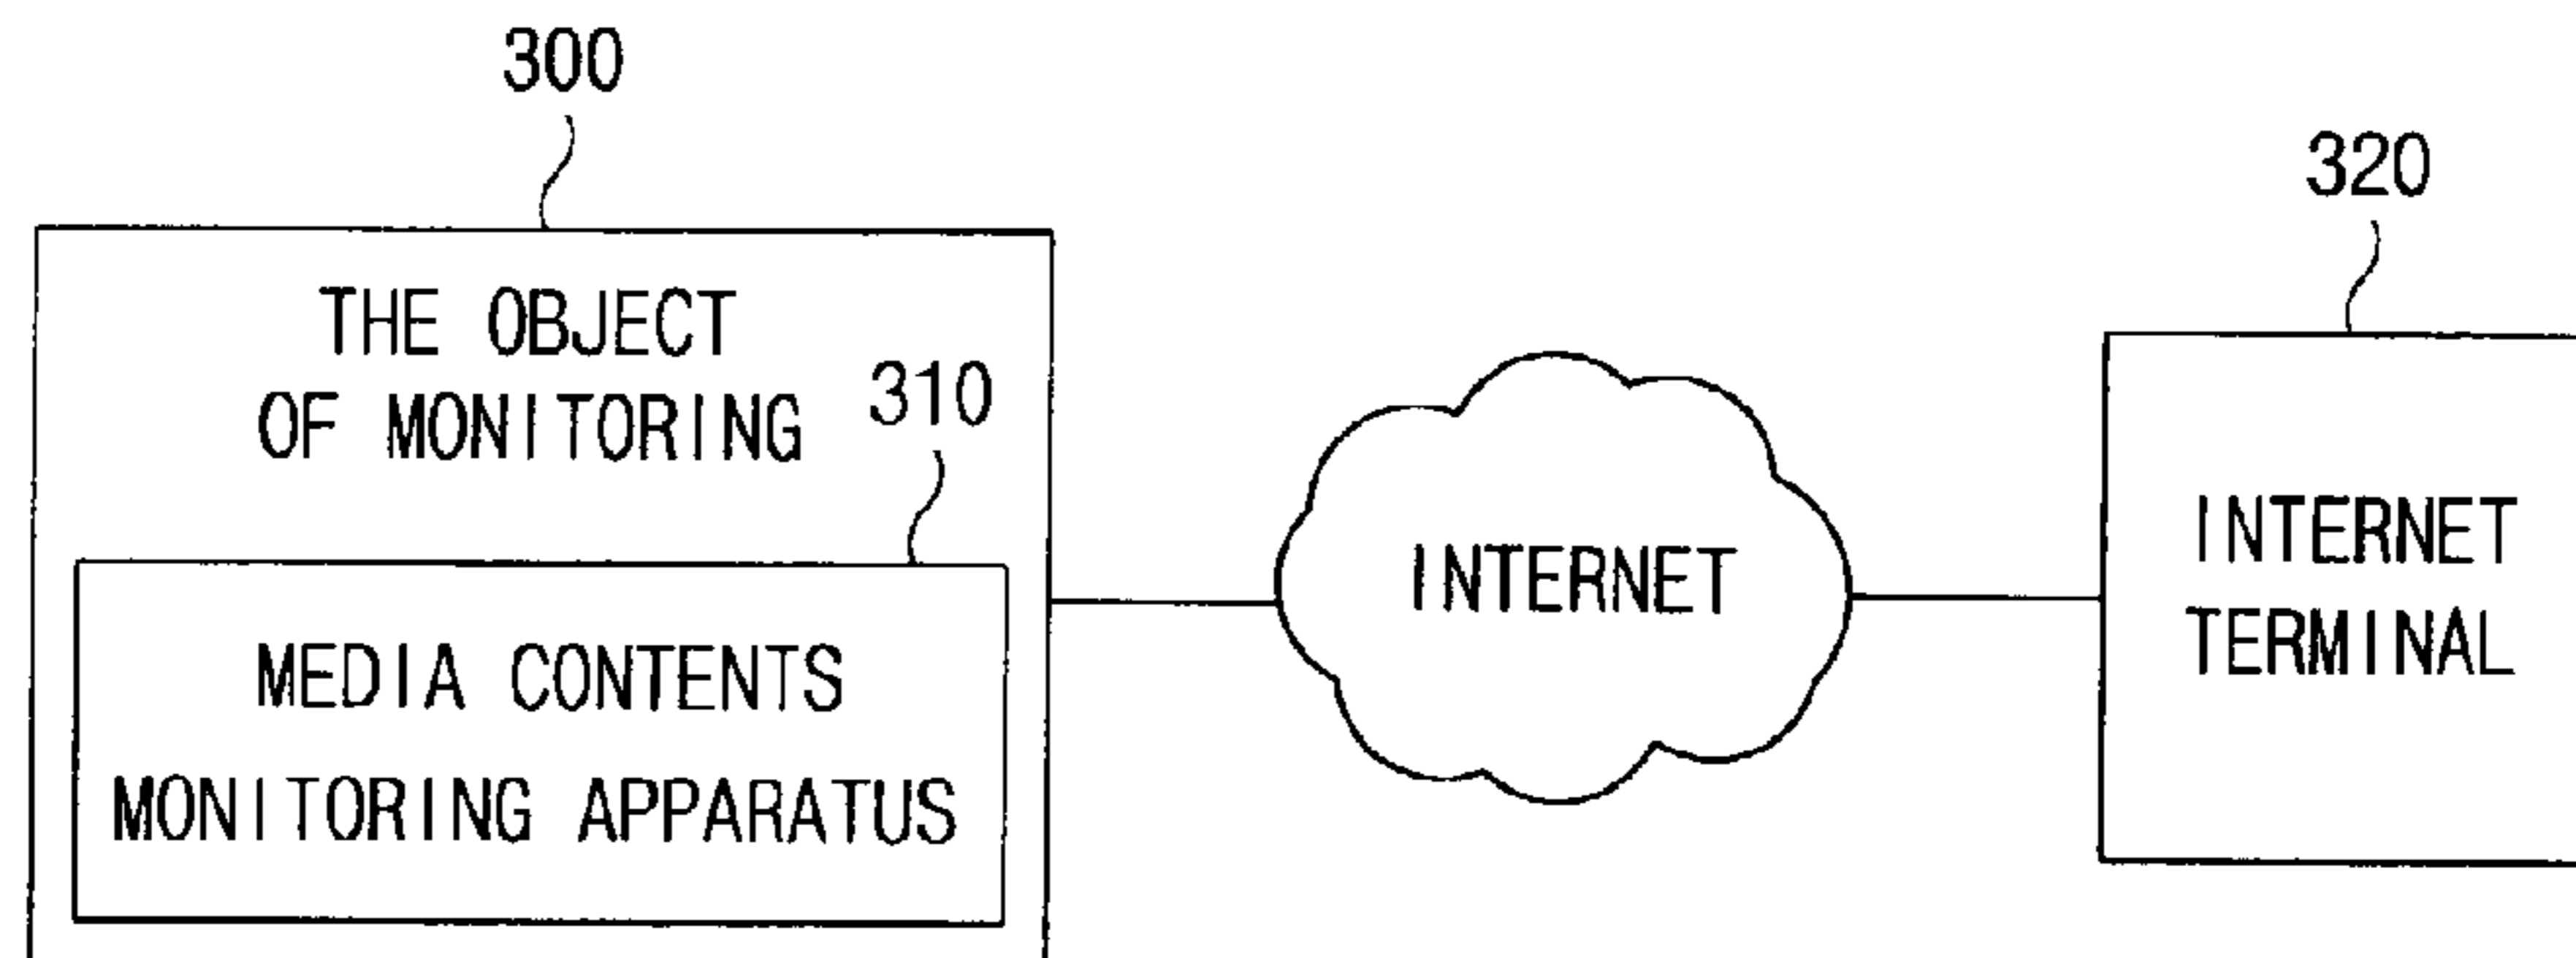 300
THE OBJECT
OF MONITORING
310
MEDIA CONTENTS
MONITORING APPARATUS
INTERNET
320
INTERNET
TERMINAL